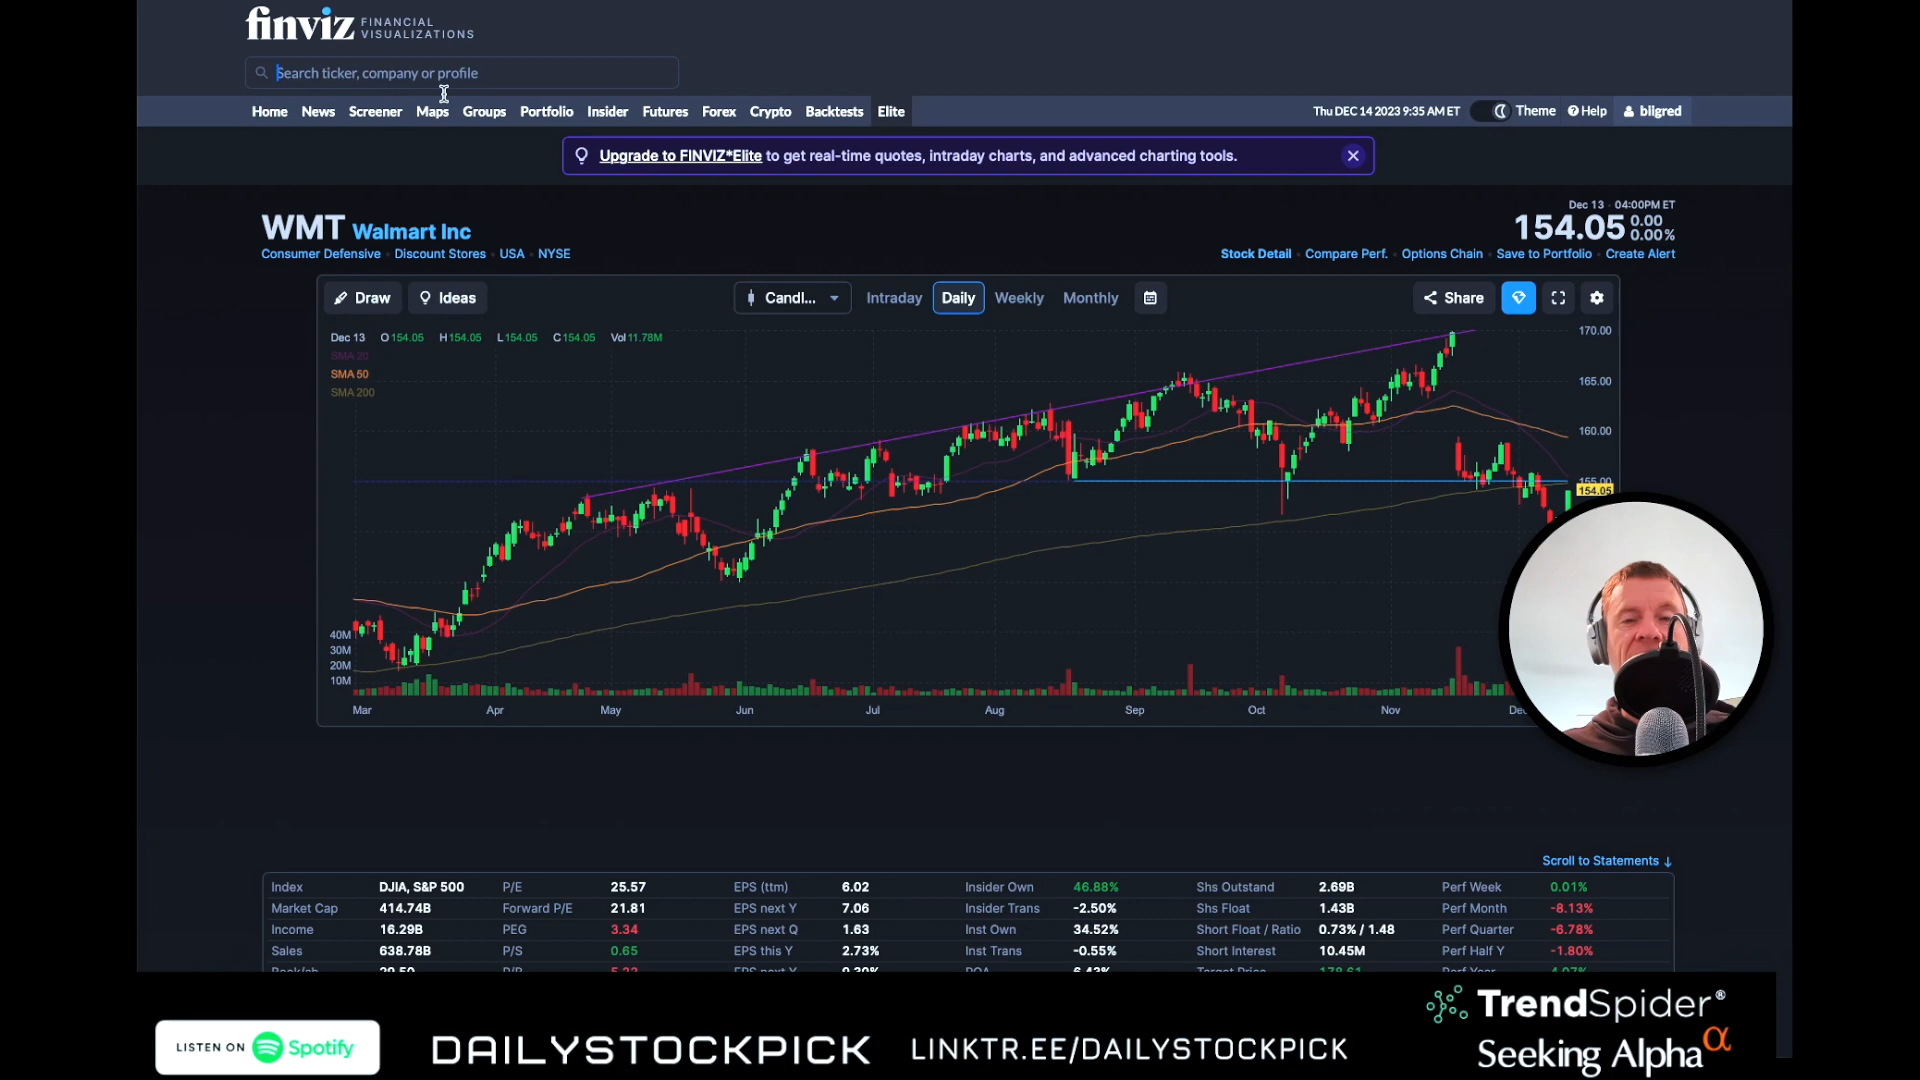 finviz FINANCIAL VISUALIZATIONS
Search ticker, company or profile
Home News Screener Maps Groups Portfolio Insider Futures Forex Crypto Backtests Elite Thu DEC 14 2023 9:35 AM ET Theme Help bligred
Upgrade to FINVIZ*Elite to get real-time quotes, intraday charts, and advanced charting tools.
Dec 13 · 04:00PM ET
WMT Walmart Inc 154.05 0.00 0.00%
Consumer Defensive · Discount Stores · USA · NYSE Stock Detail · Compare Perf. · Options Chain · Save to Portfolio · Create Alert
Draw Ideas Candl... Intraday Daily Weekly Monthly Share
Dec 13 O154.05 H154.05 L154.05 C154.05 Vol11.78M
SMA 20
SMA 50
SMA 200
170.00
165.00
160.00
155.00
154.05
40M
30M
20M
10M
Mar Apr May Jun Jul Aug Sep Oct Nov
Scroll to Statements ↓
Index DJIA, S&P 500 P/E 25.57 EPS (ttm) 6.02 Insider Own 46.88% Shs Outstand 2.69B Perf Week 0.01%
Market Cap 414.74B Forward P/E 21.81 EPS next Y 7.06 Insider Trans -2.50% Shs Float 1.43B Perf Month -8.13%
Income 16.29B PEG 3.34 EPS next Q 1.63 Inst Own 34.52% Short Float / Ratio 0.73% / 1.48 Perf Quarter -6.78%
Sales 638.78B P/S 0.65 EPS this Y 2.73% Inst Trans -0.55% Short Interest 10.45M Perf Half Y -1.80%
LISTEN ON Spotify
DAILYSTOCKPICK
LINKTR.EE/DAILYSTOCKPICK
TrendSpider®
Seeking Alpha α